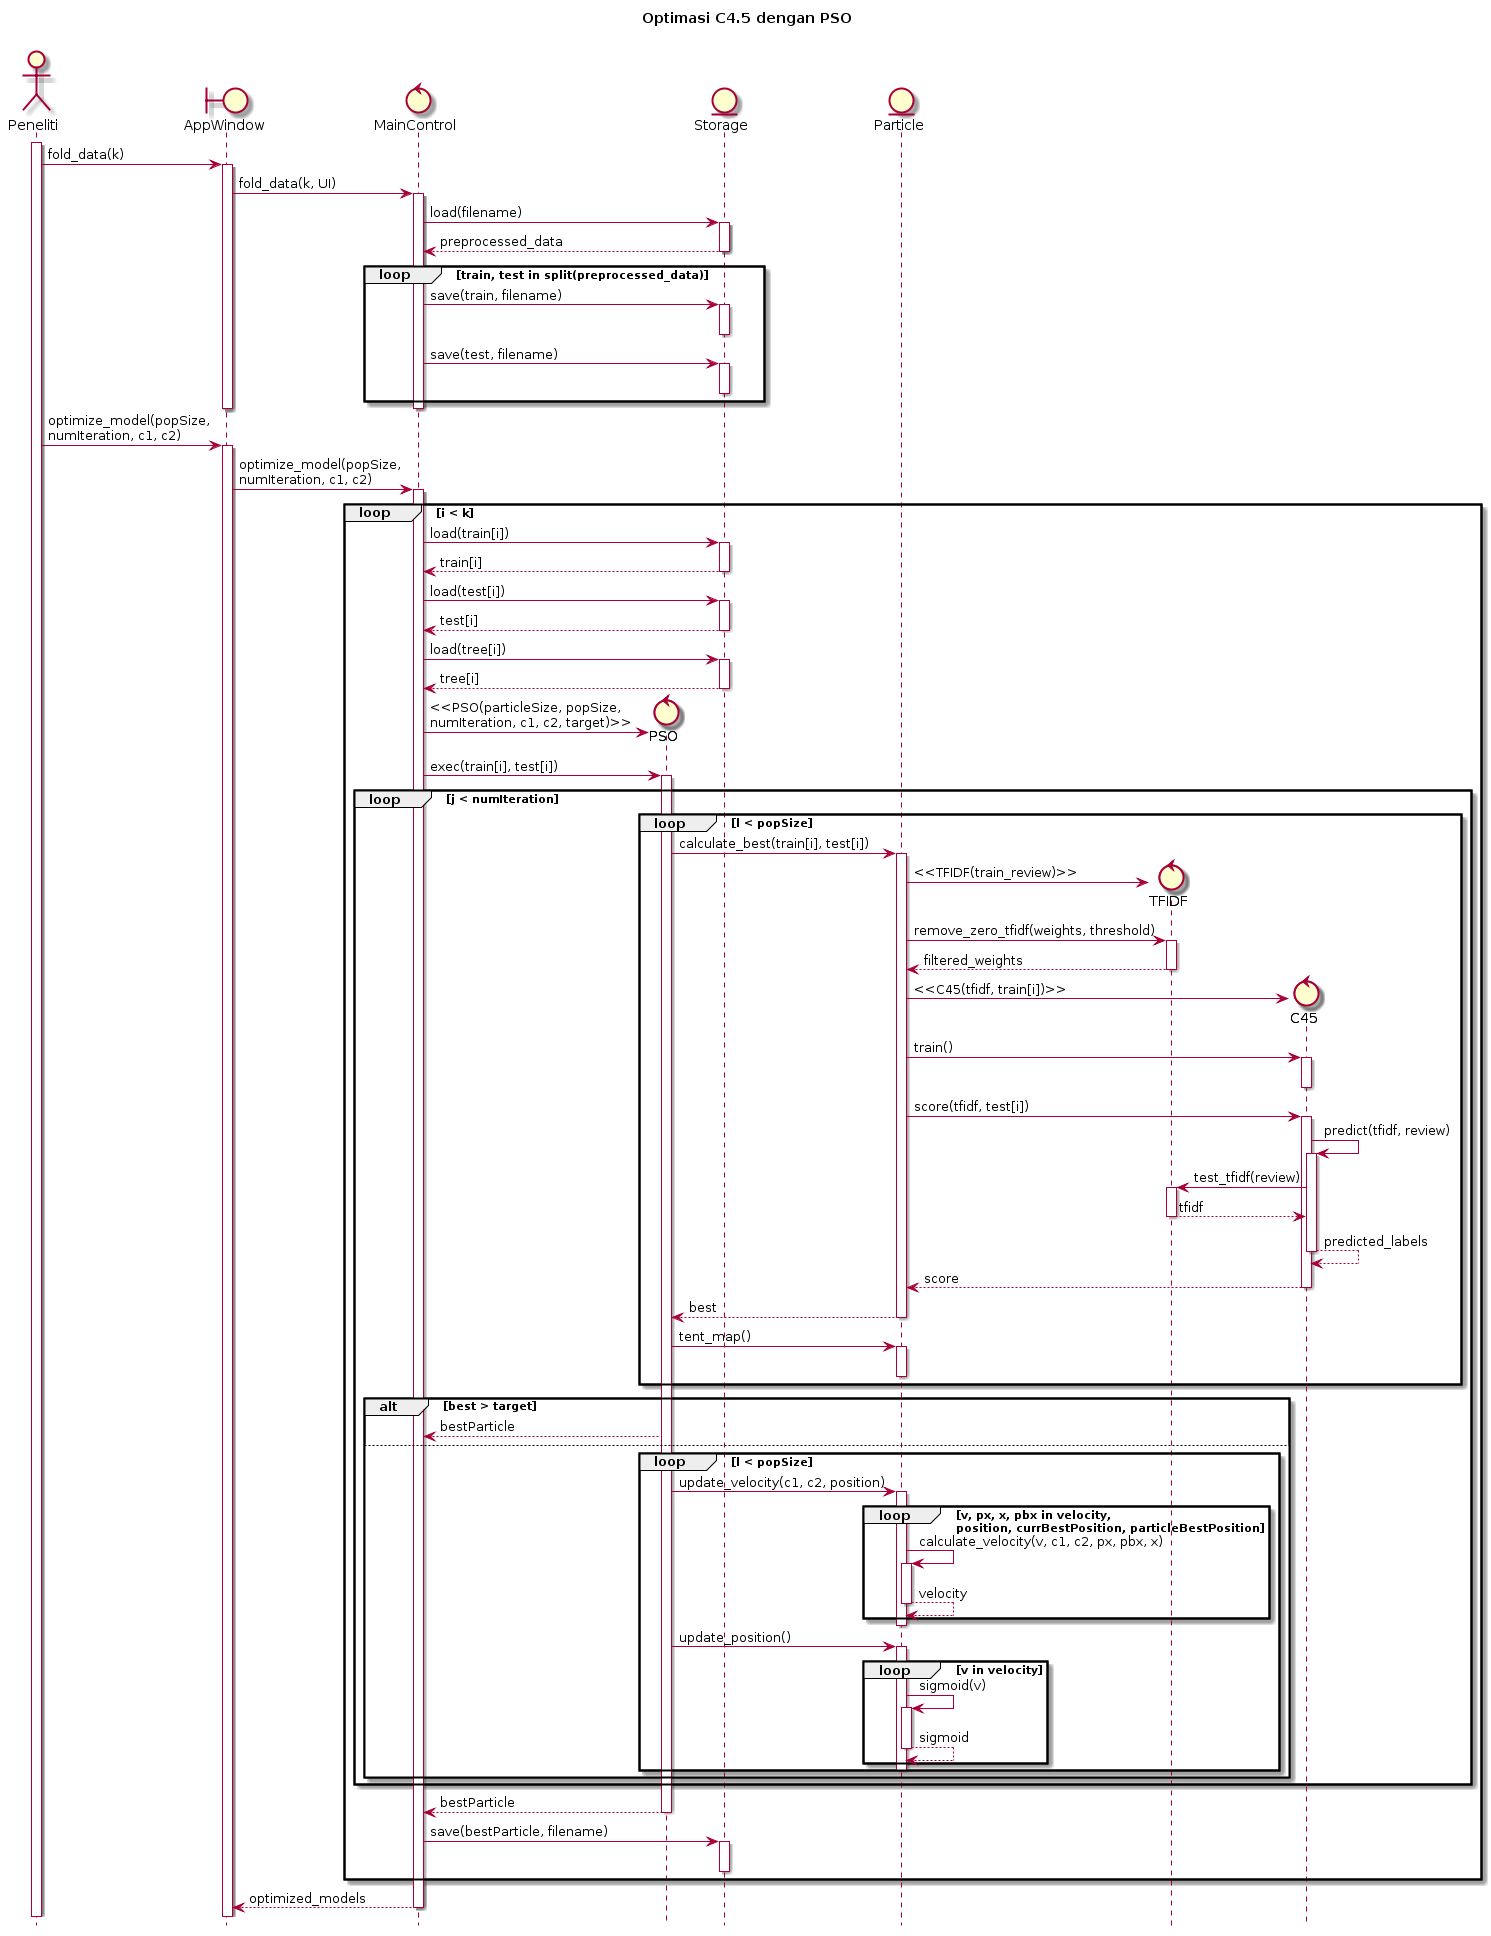 Optimasi C4.5 dengan PSO
Peneliti
AppWindow
MainControl
Storage
Particle
fold_data(k)
fold_data(k, UI)
load(filename)
preprocessed_data
loop [train, test in split(preprocessed_data)]
save(train, filename)
save(test, filename)
optimize_model(popSize,
numIteration, c1, c2)
optimize_model(popSize,
numIteration, c1, c2)
loop [i < k]
load(train[i])
train[i]
load(test[i])
test[i]
load(tree[i])
tree[i]
<<PSO(particleSize, popSize,
numIteration, c1, c2, target)>>
PSO
exec(train[i], test[i])
loop [j < numIteration]
loop [l < popSize]
calculate_best(train[i], test[i])
<<TFIDF(train_review)>>
TFIDF
remove_zero_tfidf(weights, threshold)
filtered_weights
<<C45(tfidf, train[i])>>
C45
train()
score(tfidf, test[i])
predict(tfidf, review)
test_tfidf(review)
tfidf
predicted_labels
score
best
tent_map()
alt [best > target]
bestParticle
loop [l < popSize]
update_velocity(c1, c2, position)
loop [v, px, x, pbx in velocity,
position, currBestPosition, particleBestPosition]
calculate_velocity(v, c1, c2, px, pbx, x)
velocity
update_position()
loop [v in velocity]
sigmoid(v)
sigmoid
bestParticle
save(bestParticle, filename)
optimized_models